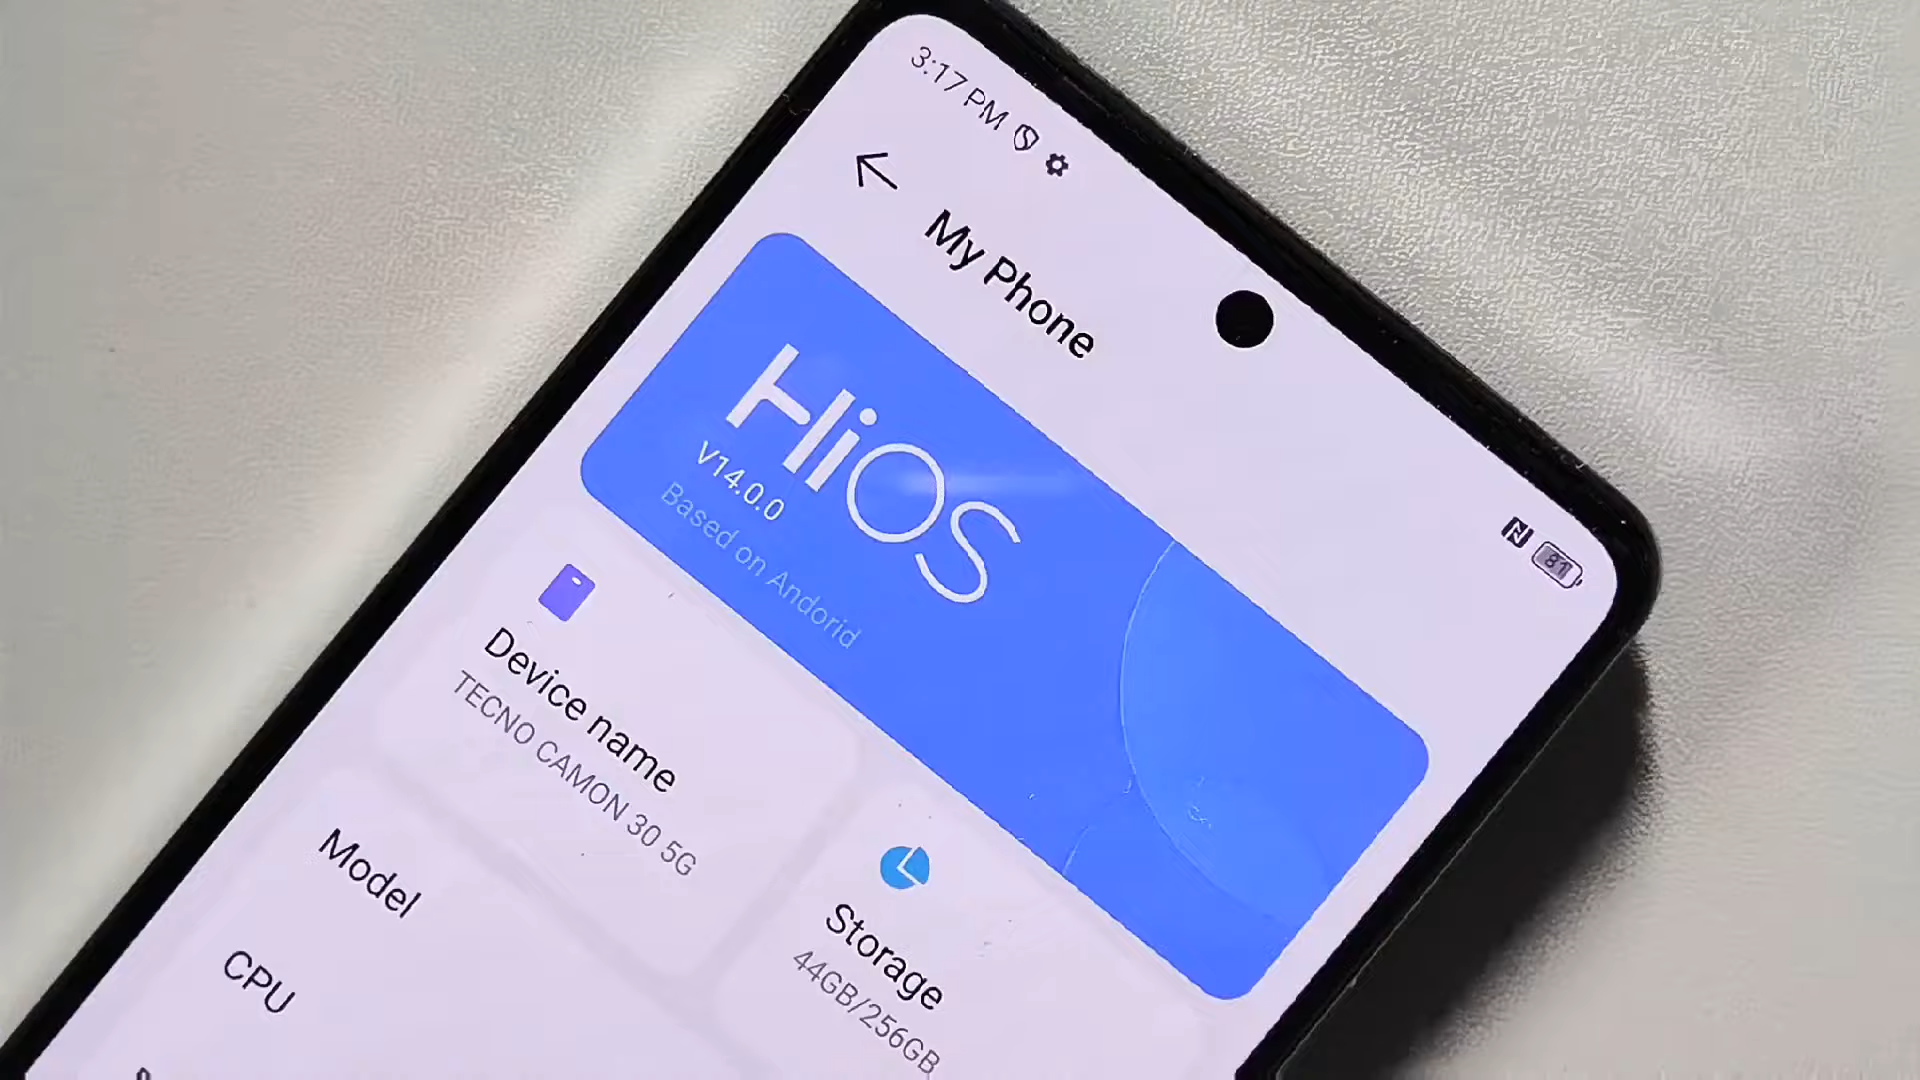 3:17 PM
81
My Phone
HiOS
v14.0.0
Based on Andorid
Device name
TECNO CAMON 30 5G
Storage
44GB/256GB
Model
CPU